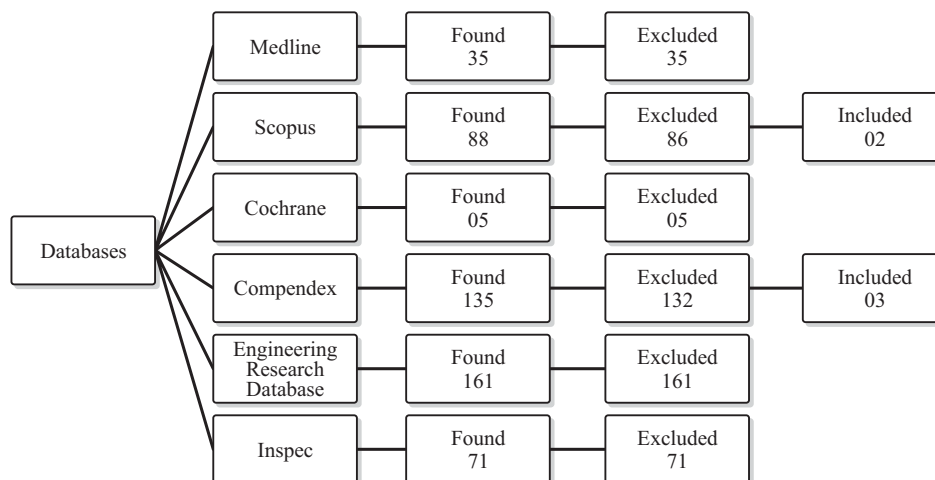 Medline
Found
35
Excluded
35
Scopus
Found
88
Excluded
86
Included
02
Cochrane
Found
05
Excluded
05
Databases
Compendex
Found
135
Excluded
132
Included
03
Engineering
Research
Database
Found
161
Excluded
161
Inspec
Found
71
Excluded
71